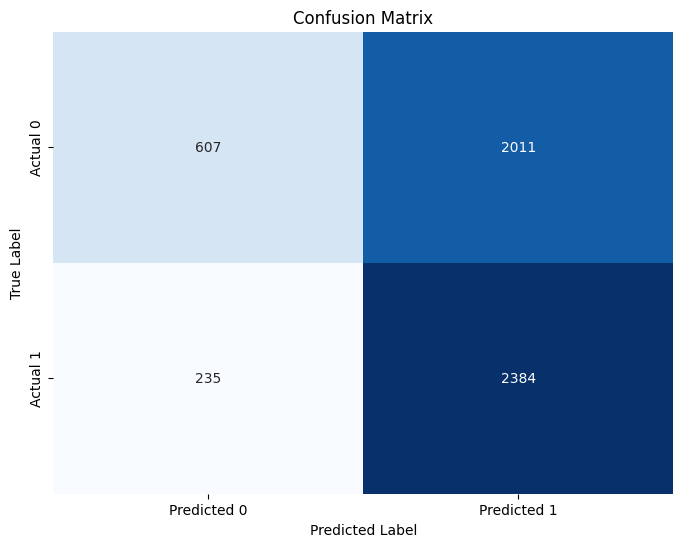 Confusion Matrix
True Label
Actual 0
607
2011
Actual 1
235
2384
Predicted 0
Predicted 1
Predicted Label